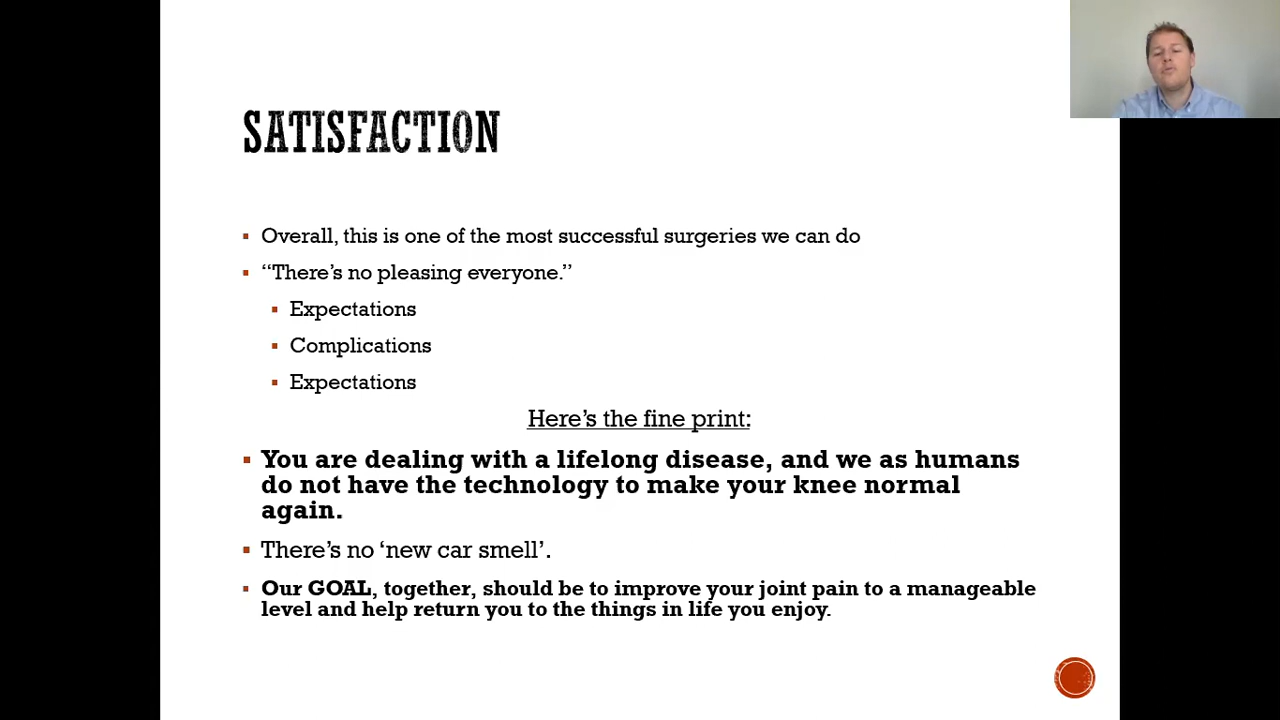 SATISFACTION
Overall, this is one of the most successful surgeries we can do
“There’s no pleasing everyone.”
Expectations
Complications
Expectations
Here’s the fine print:
You are dealing with a lifelong disease, and we as humans
do not have the technology to make your knee normal
again.
There’s no ‘new car smell’.
Our GOAL, together, should be to improve your joint pain to a manageable
level and help return you to the things in life you enjoy.